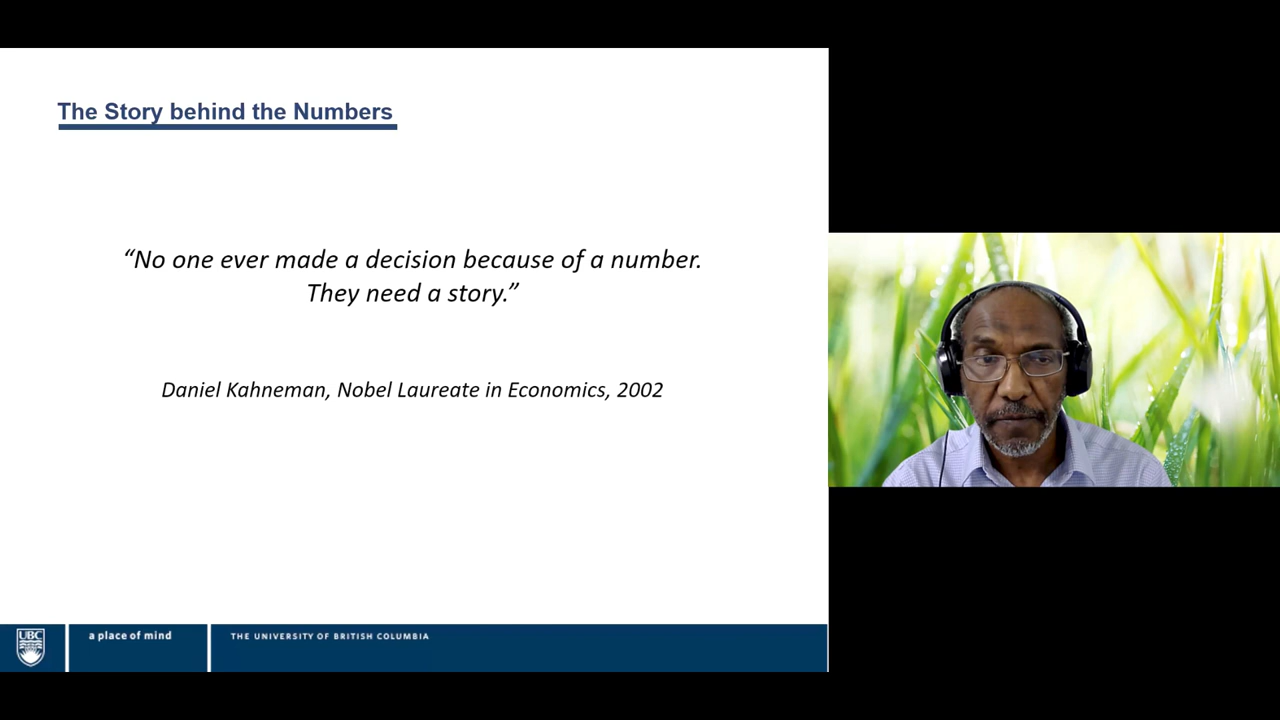 The Story behind the Numbers
“No one ever made a decision because of a number.
They need a story.”
Daniel Kahneman, Nobel Laureate in Economics, 2002
UBC
a place of mind
THE UNIVERSITY OF BRITISH COLUMBIA